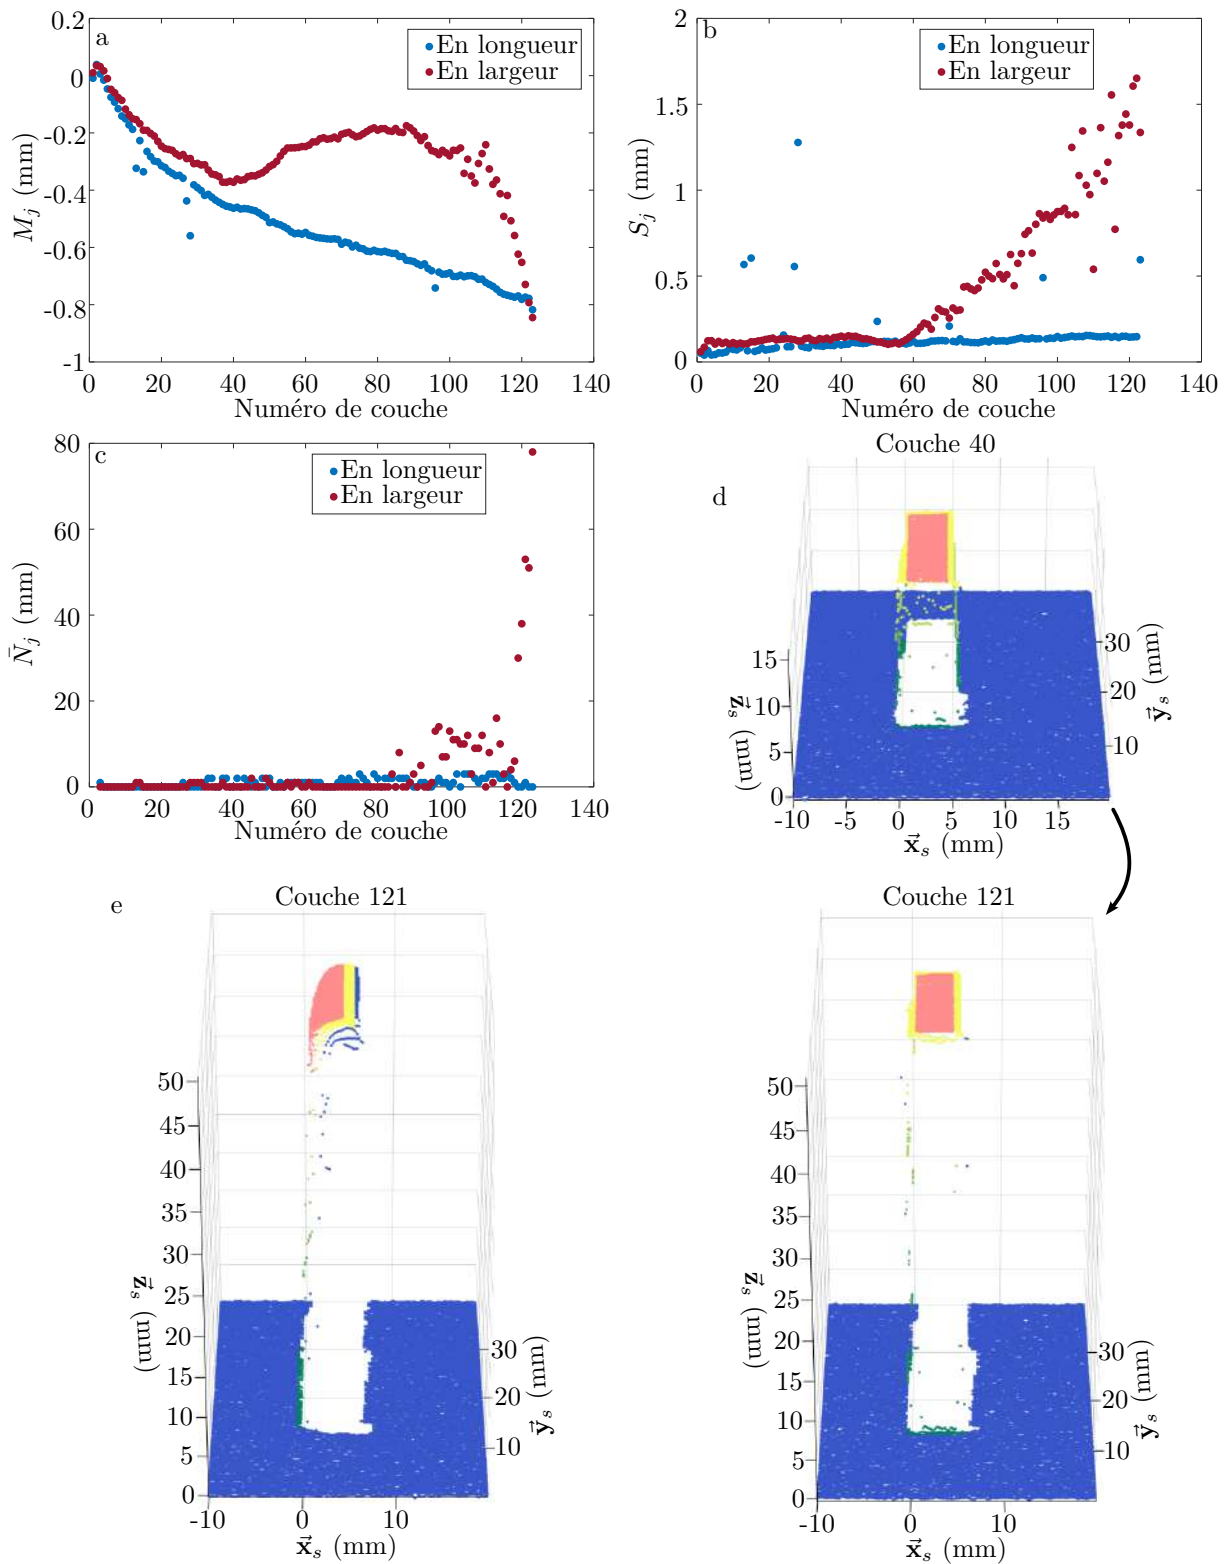 a
En longueur
En largeur
0.2
0
-0.2
-0.4
-0.6
-0.8
-1
M_j (mm)
0 20 40 60 80 100 120 140
Numéro de couche
b
En longueur
En largeur
2
1.5
1
0.5
0
S_j (mm)
0 20 40 60 80 100 120 140
Numéro de couche
c
En longueur
En largeur
80
60
40
20
0
N̄_j (mm)
0 20 40 60 80 100 120 140
Numéro de couche
Couche 40
d
15
10
5
0
z⃗_s (mm)
30
20
10
y⃗_s (mm)
-10 -5 0 5 10 15
x⃗_s (mm)
e
Couche 121
50
45
40
35
30
25
20
15
10
5
0
z⃗_s (mm)
30
20
10
y⃗_s (mm)
-10 0 10
x⃗_s (mm)
Couche 121
50
45
40
35
30
25
20
15
10
5
0
z⃗_s (mm)
30
20
10
y⃗_s (mm)
-10 0 10
x⃗_s (mm)